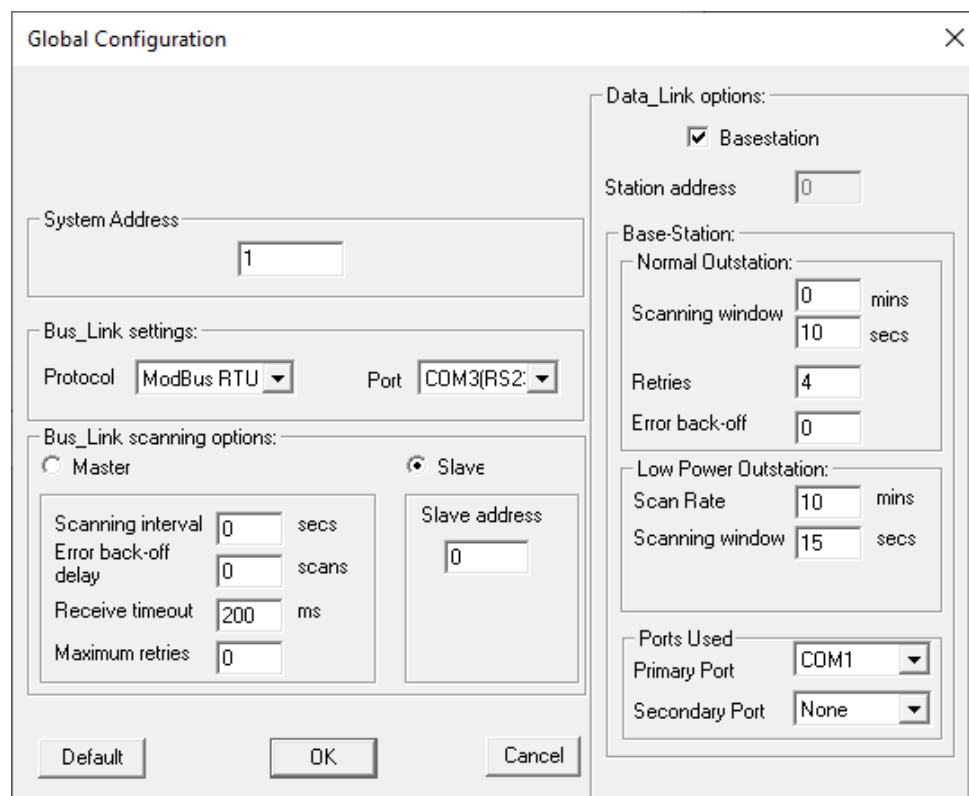 Global Configuration
System Address
1
Bus_Link settings:
Protocol ModBus RTU Port COM3(RS2:
Bus_Link scanning options:
Master
Scanning interval 0 secs
Error back-off
delay 0 scans
Receive timeout 200 ms
Maximum retries 0
Slave
Slave address
0
Default OK Cancel
Data_Link options:
Basestation
Station address 0
Base-Station:
Normal Outstation:
Scanning window 0 mins
10 secs
Retries 4
Error back-off 0
Low Power Outstation:
Scan Rate 10 mins
Scanning window 15 secs
Ports Used
Primary Port COM1
Secondary Port None